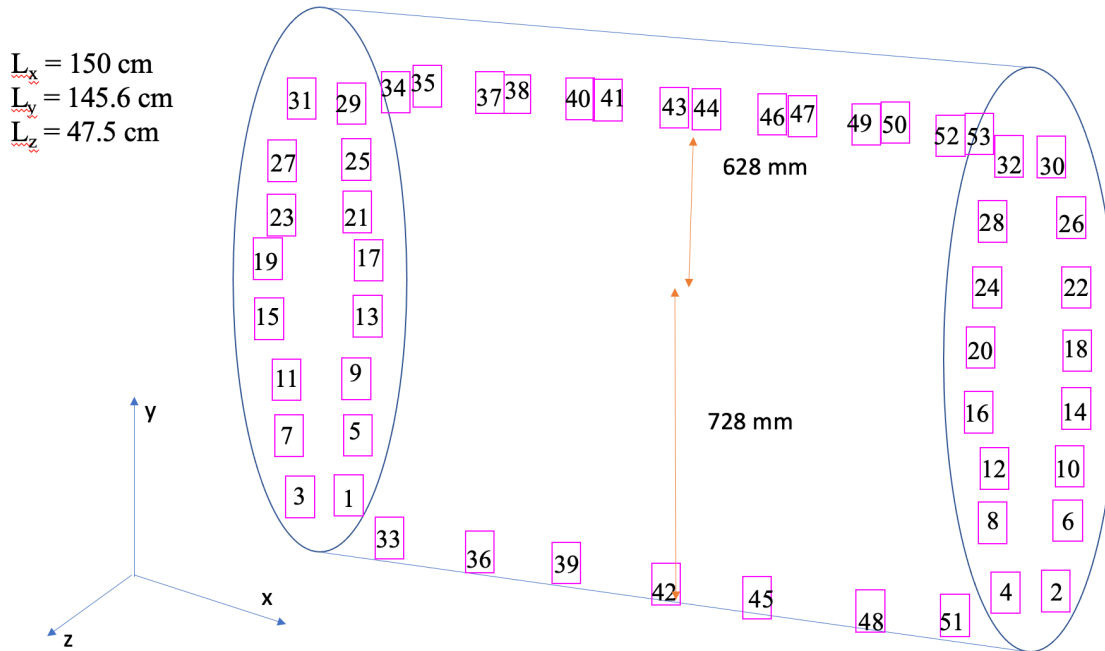 Lx = 150 cm
Ly = 145.6 cm
Lz = 47.5 cm
31 29 34 35 37 38 40 41 43 44 46 47 49 50 52 53 32 30
628 mm
27 25 28 26
23 21
19 17 24 22
15 13 20 18
11 9 16 14
728 mm
7 5 12 10
3 1 8 6
33 36 39 42 45 48 51 4 2
y
x
z